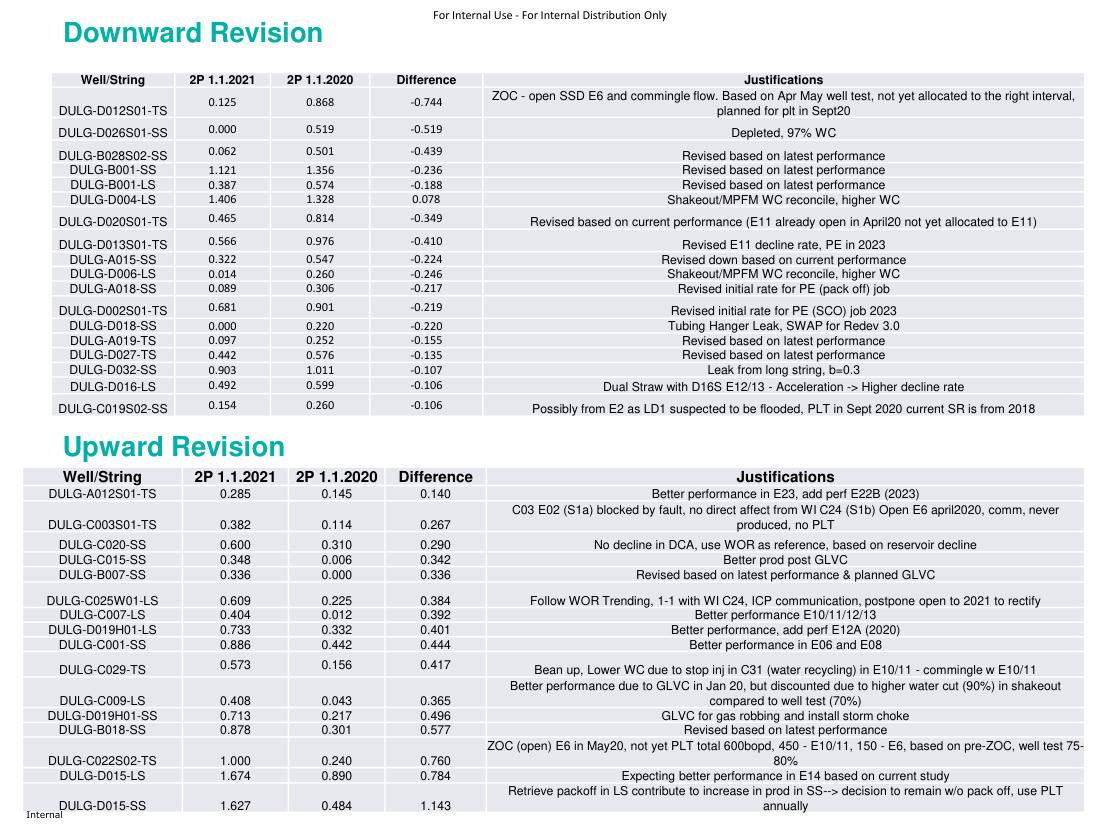 For Internal Use - For Internal Distribution Only
Downward Revision
Well/String 2P 1.1.2021 2P 1.1.2020 Difference Justifications
DULG-D012S01-TS 0.125 0.868 -0.744 ZOC - open SSD E6 and commingle flow. Based on Apr May well test, not yet allocated to the right interval,
planned for plt in Sept20
DULG-D026S01-SS 0.000 0.519 -0.519 Depleted, 97% WC
DULG-B028S02-SS 0.062 0.501 -0.439 Revised based on latest performance
DULG-B001-SS 1.121 1.356 -0.236 Revised based on latest performance
DULG-B001-LS 0.387 0.574 -0.188 Revised based on latest performance
DULG-D004-LS 1.406 1.328 0.078 Shakeout/MPFM WC reconcile, higher WC
DULG-D020S01-TS 0.465 0.814 -0.349 Revised based on current performance (E11 already open in April20 not yet allocated to E11)
DULG-D013S01-TS 0.566 0.976 -0.410 Revised E11 decline rate, PE in 2023
DULG-A015-SS 0.322 0.547 -0.224 Revised down based on current performance
DULG-D006-LS 0.014 0.260 -0.246 Shakeout/MPFM WC reconcile, higher WC
DULG-A018-SS 0.089 0.306 -0.217 Revised initial rate for PE (pack off) job
DULG-D002S01-TS 0.681 0.901 -0.219 Revised initial rate for PE (SCO) job 2023
DULG-D018-SS 0.000 0.220 -0.220 Tubing Hanger Leak, SWAP for Redev 3.0
DULG-A019-TS 0.097 0.252 -0.155 Revised based on latest performance
DULG-D027-TS 0.442 0.576 -0.135 Revised based on latest performance
DULG-D032-SS 0.903 1.011 -0.107 Leak from long string, b=0.3
DULG-D016-LS 0.492 0.599 -0.106 Dual Straw with D16S E12/13 - Acceleration -> Higher decline rate
DULG-C019S02-SS 0.154 0.260 -0.106 Possibly from E2 as LD1 suspected to be flooded, PLT in Sept 2020 current SR is from 2018
Upward Revision
Well/String 2P 1.1.2021 2P 1.1.2020 Difference Justifications
DULG-A012S01-TS 0.285 0.145 0.140 Better performance in E23, add perf E22B (2023)
DULG-C003S01-TS 0.382 0.114 0.267 C03 E02 (S1a) blocked by fault, no direct affect from WI C24 (S1b) Open E6 april2020, comm, never
produced, no PLT
DULG-C020-SS 0.600 0.310 0.290 No decline in DCA, use WOR as reference, based on reservoir decline
DULG-C015-SS 0.348 0.006 0.342 Better prod post GLVC
DULG-B007-SS 0.336 0.000 0.336 Revised based on latest performance & planned GLVC
DULG-C025W01-LS 0.609 0.225 0.384 Follow WOR Trending, 1-1 with WI C24, ICP communication, postpone open to 2021 to rectify
DULG-C007-LS 0.404 0.012 0.392 Better performance E10/11/12/13
DULG-D019H01-LS 0.733 0.332 0.401 Better performance, add perf E12A (2020)
DULG-C001-SS 0.886 0.442 0.444 Better performance in E06 and E08
DULG-C029-TS 0.573 0.156 0.417 Bean up, Lower WC due to stop inj in C31 (water recycling) in E10/11 - commingle w E10/11
DULG-C009-LS 0.408 0.043 0.365 Better performance due to GLVC in Jan 20, but discounted due to higher water cut (90%) in shakeout
compared to well test (70%)
DULG-D019H01-SS 0.713 0.217 0.496 GLVC for gas robbing and install storm choke
DULG-B018-SS 0.878 0.301 0.577 Revised based on latest performance
DULG-C022S02-TS 1.000 0.240 0.760 ZOC (open) E6 in May20, not yet PLT total 600bopd, 450 - E10/11, 150 - E6, based on pre-ZOC, well test 75-
80%
DULG-D015-LS 1.674 0.890 0.784 Expecting better performance in E14 based on current study
DULG-D015-SS 1.627 0.484 1.143 Retrieve packoff in LS contribute to increase in prod in SS--> decision to remain w/o pack off, use PLT
annually
Internal